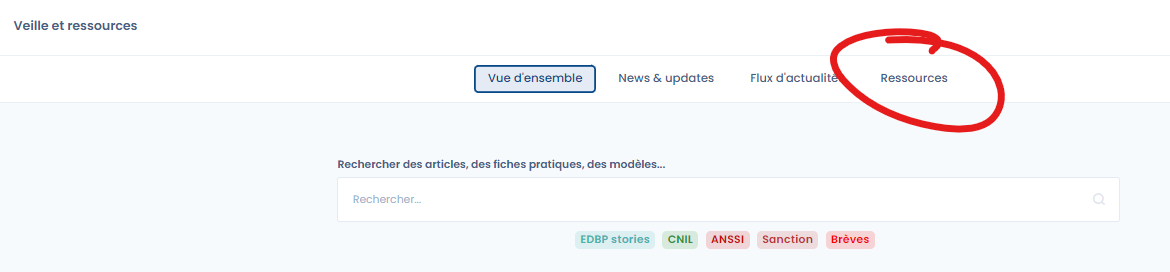 Veille et ressources
Vue d'ensemble News & updates Flux d'actualité Ressources
Rechercher des articles, des fiches pratiques, des modèles...
Rechercher...
EDBP stories CNIL ANSSI Sanction Brèves